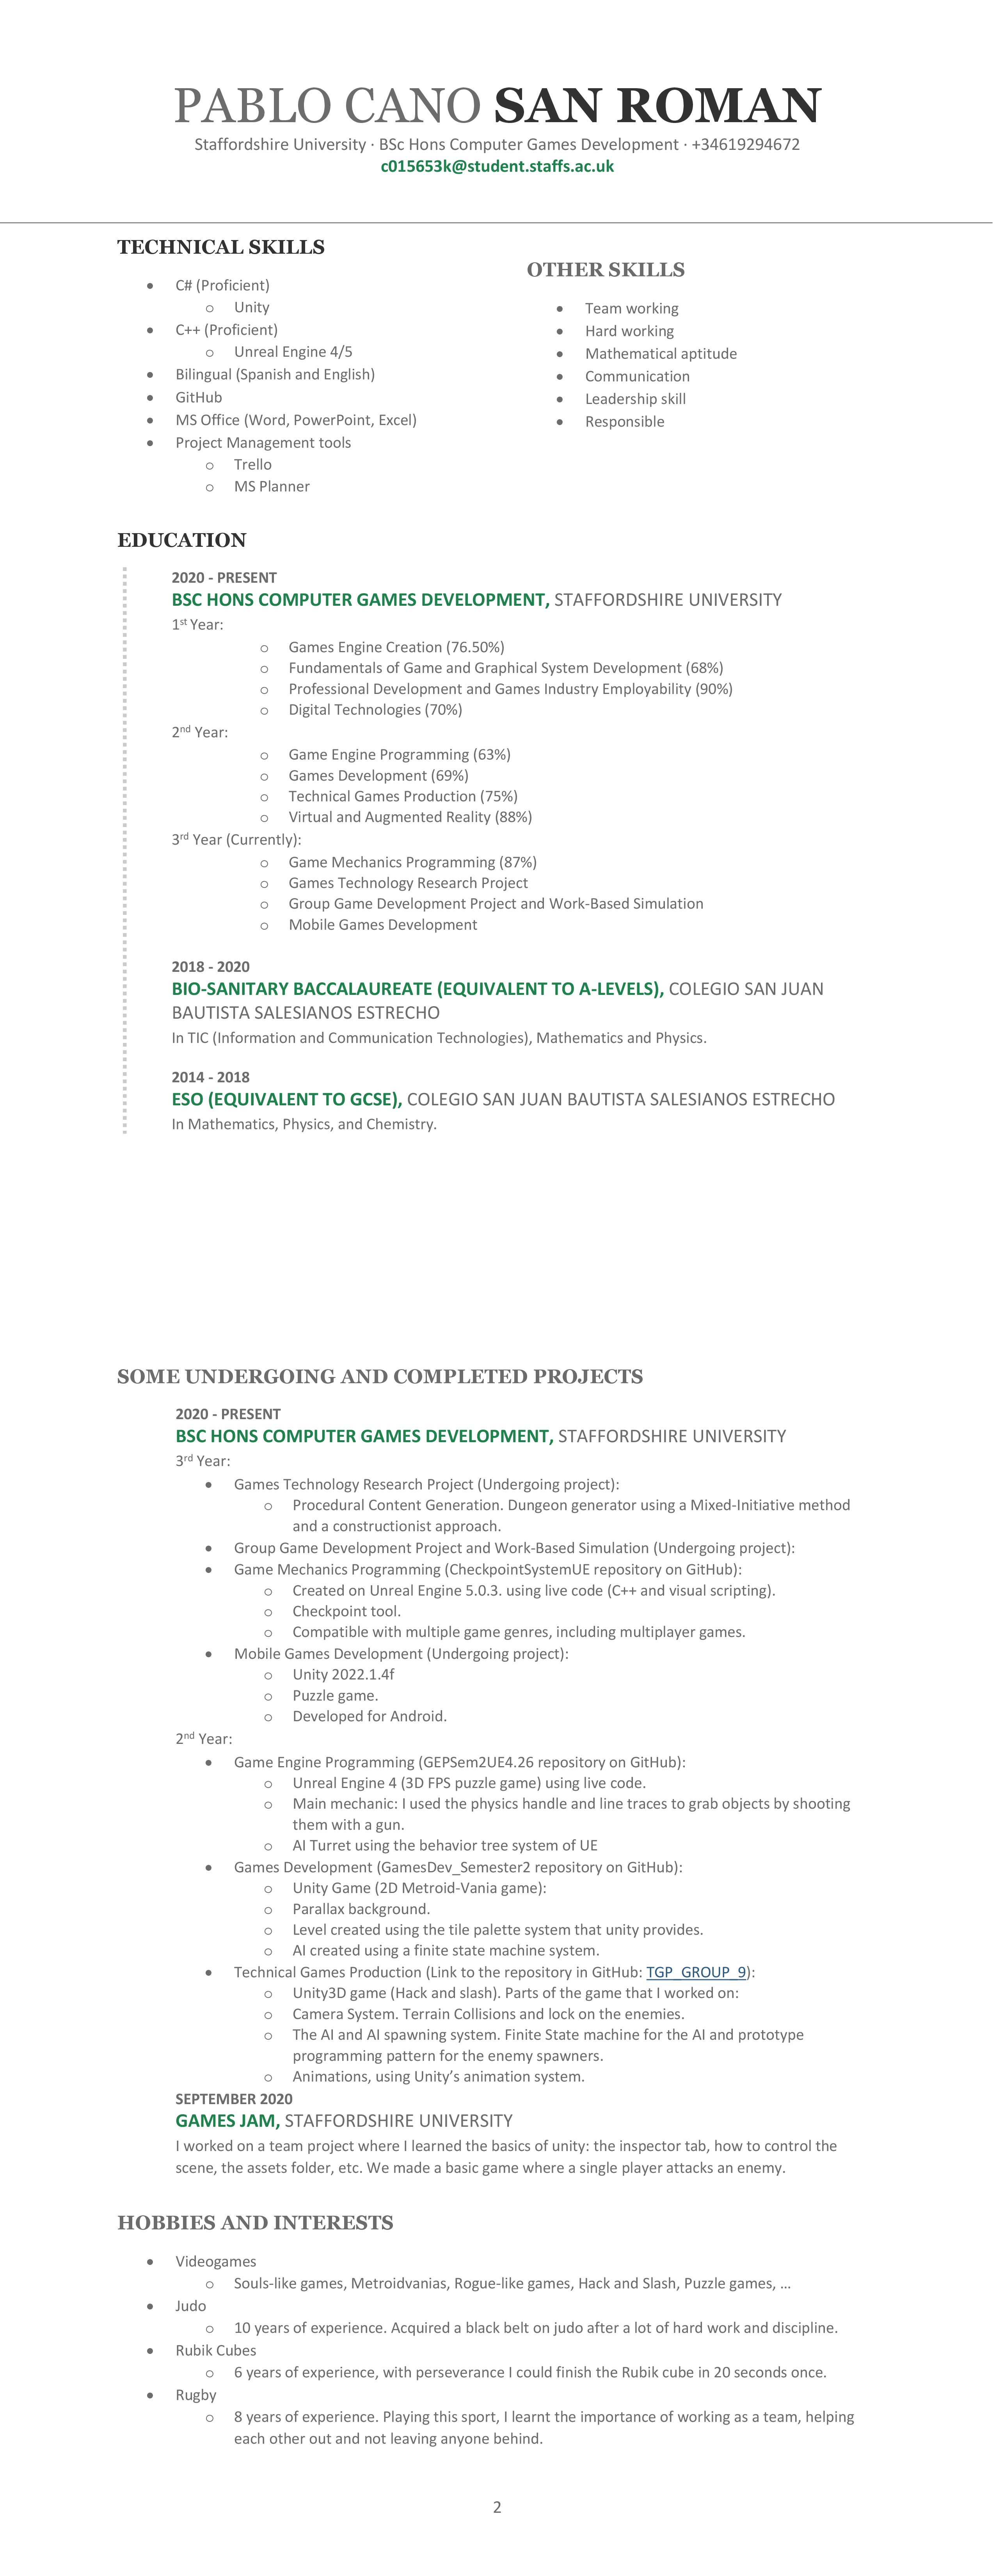 PABLO CANO SAN ROMAN
Staffordshire University · BSc Hons Computer Games Development · +34619294672
c015653k@student.staffs.ac.uk
TECHNICAL SKILLS
• C# (Proficient)
o Unity
• C++ (Proficient)
o Unreal Engine 4/5
• Bilingual (Spanish and English)
• GitHub
• MS Office (Word, PowerPoint, Excel)
• Project Management tools
o Trello
o MS Planner
OTHER SKILLS
• Team working
• Hard working
• Mathematical aptitude
• Communication
• Leadership skill
• Responsible
EDUCATION
2020 - PRESENT
BSC HONS COMPUTER GAMES DEVELOPMENT, STAFFORDSHIRE UNIVERSITY
1st Year:
o Games Engine Creation (76.50%)
o Fundamentals of Game and Graphical System Development (68%)
o Professional Development and Games Industry Employability (90%)
o Digital Technologies (70%)
2nd Year:
o Game Engine Programming (63%)
o Games Development (69%)
o Technical Games Production (75%)
o Virtual and Augmented Reality (88%)
3rd Year (Currently):
o Game Mechanics Programming (87%)
o Games Technology Research Project
o Group Game Development Project and Work-Based Simulation
o Mobile Games Development
2018 - 2020
BIO-SANITARY BACCALAUREATE (EQUIVALENT TO A-LEVELS), COLEGIO SAN JUAN
BAUTISTA SALESIANOS ESTRECHO
In TIC (Information and Communication Technologies), Mathematics and Physics.
2014 - 2018
ESO (EQUIVALENT TO GCSE), COLEGIO SAN JUAN BAUTISTA SALESIANOS ESTRECHO
In Mathematics, Physics, and Chemistry.
SOME UNDERGOING AND COMPLETED PROJECTS
2020 - PRESENT
BSC HONS COMPUTER GAMES DEVELOPMENT, STAFFORDSHIRE UNIVERSITY
3rd Year:
• Games Technology Research Project (Undergoing project):
o Procedural Content Generation. Dungeon generator using a Mixed-Initiative method
and a constructionist approach.
• Group Game Development Project and Work-Based Simulation (Undergoing project):
• Game Mechanics Programming (CheckpointSystemUE repository on GitHub):
o Created on Unreal Engine 5.0.3. using live code (C++ and visual scripting).
o Checkpoint tool.
o Compatible with multiple game genres, including multiplayer games.
• Mobile Games Development (Undergoing project):
o Unity 2022.1.4f
o Puzzle game.
o Developed for Android.
2nd Year:
• Game Engine Programming (GEPSem2UE4.26 repository on GitHub):
o Unreal Engine 4 (3D FPS puzzle game) using live code.
o Main mechanic: I used the physics handle and line traces to grab objects by shooting
them with a gun.
o AI Turret using the behavior tree system of UE
• Games Development (GamesDev_Semester2 repository on GitHub):
o Unity Game (2D Metroid-Vania game):
o Parallax background.
o Level created using the tile palette system that unity provides.
o AI created using a finite state machine system.
• Technical Games Production (Link to the repository in GitHub: TGP_GROUP_9):
o Unity3D game (Hack and slash). Parts of the game that I worked on:
o Camera System. Terrain Collisions and lock on the enemies.
o The AI and AI spawning system. Finite State machine for the AI and prototype
programming pattern for the enemy spawners.
o Animations, using Unity’s animation system.
SEPTEMBER 2020
GAMES JAM, STAFFORDSHIRE UNIVERSITY
I worked on a team project where I learned the basics of unity: the inspector tab, how to control the
scene, the assets folder, etc. We made a basic game where a single player attacks an enemy.
HOBBIES AND INTERESTS
• Videogames
o Souls-like games, Metroidvanias, Rogue-like games, Hack and Slash, Puzzle games, …
• Judo
o 10 years of experience. Acquired a black belt on judo after a lot of hard work and discipline.
• Rubik Cubes
o 6 years of experience, with perseverance I could finish the Rubik cube in 20 seconds once.
• Rugby
o 8 years of experience. Playing this sport, I learnt the importance of working as a team, helping
each other out and not leaving anyone behind.
2